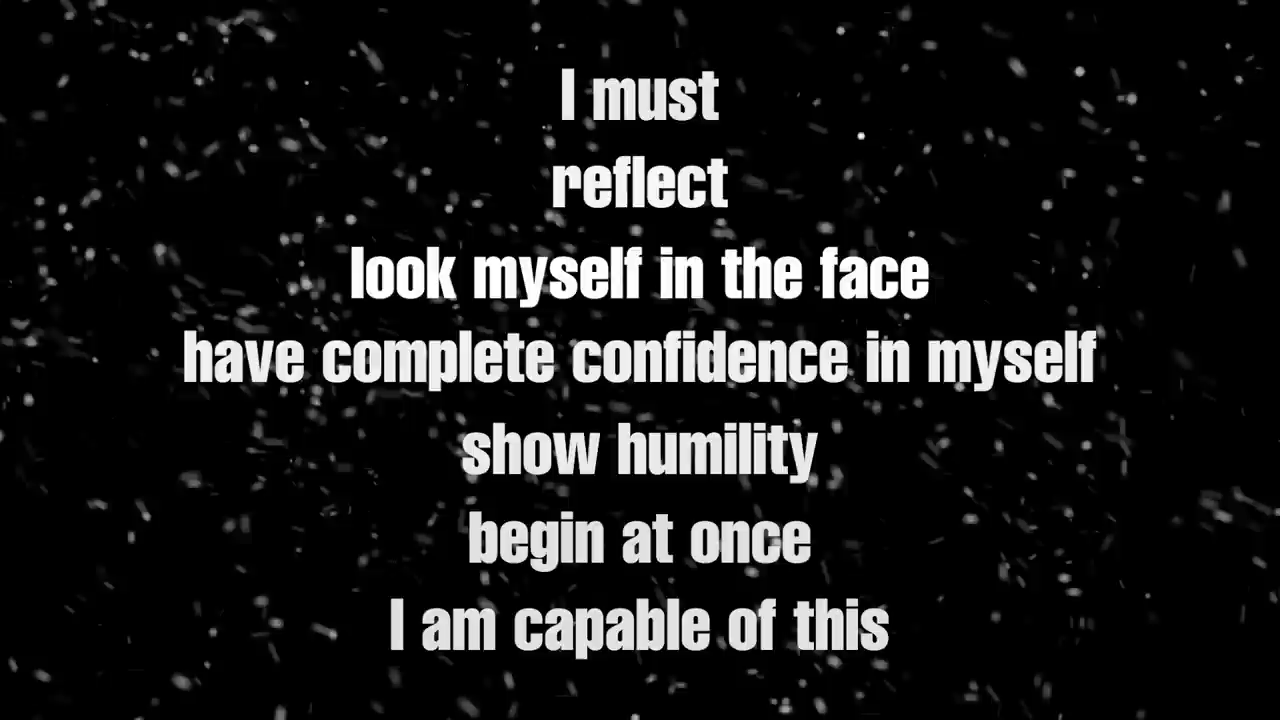 I must
reflect
look myself in the face
have complete confidence in myself
show humility
begin at once
I am capable of this